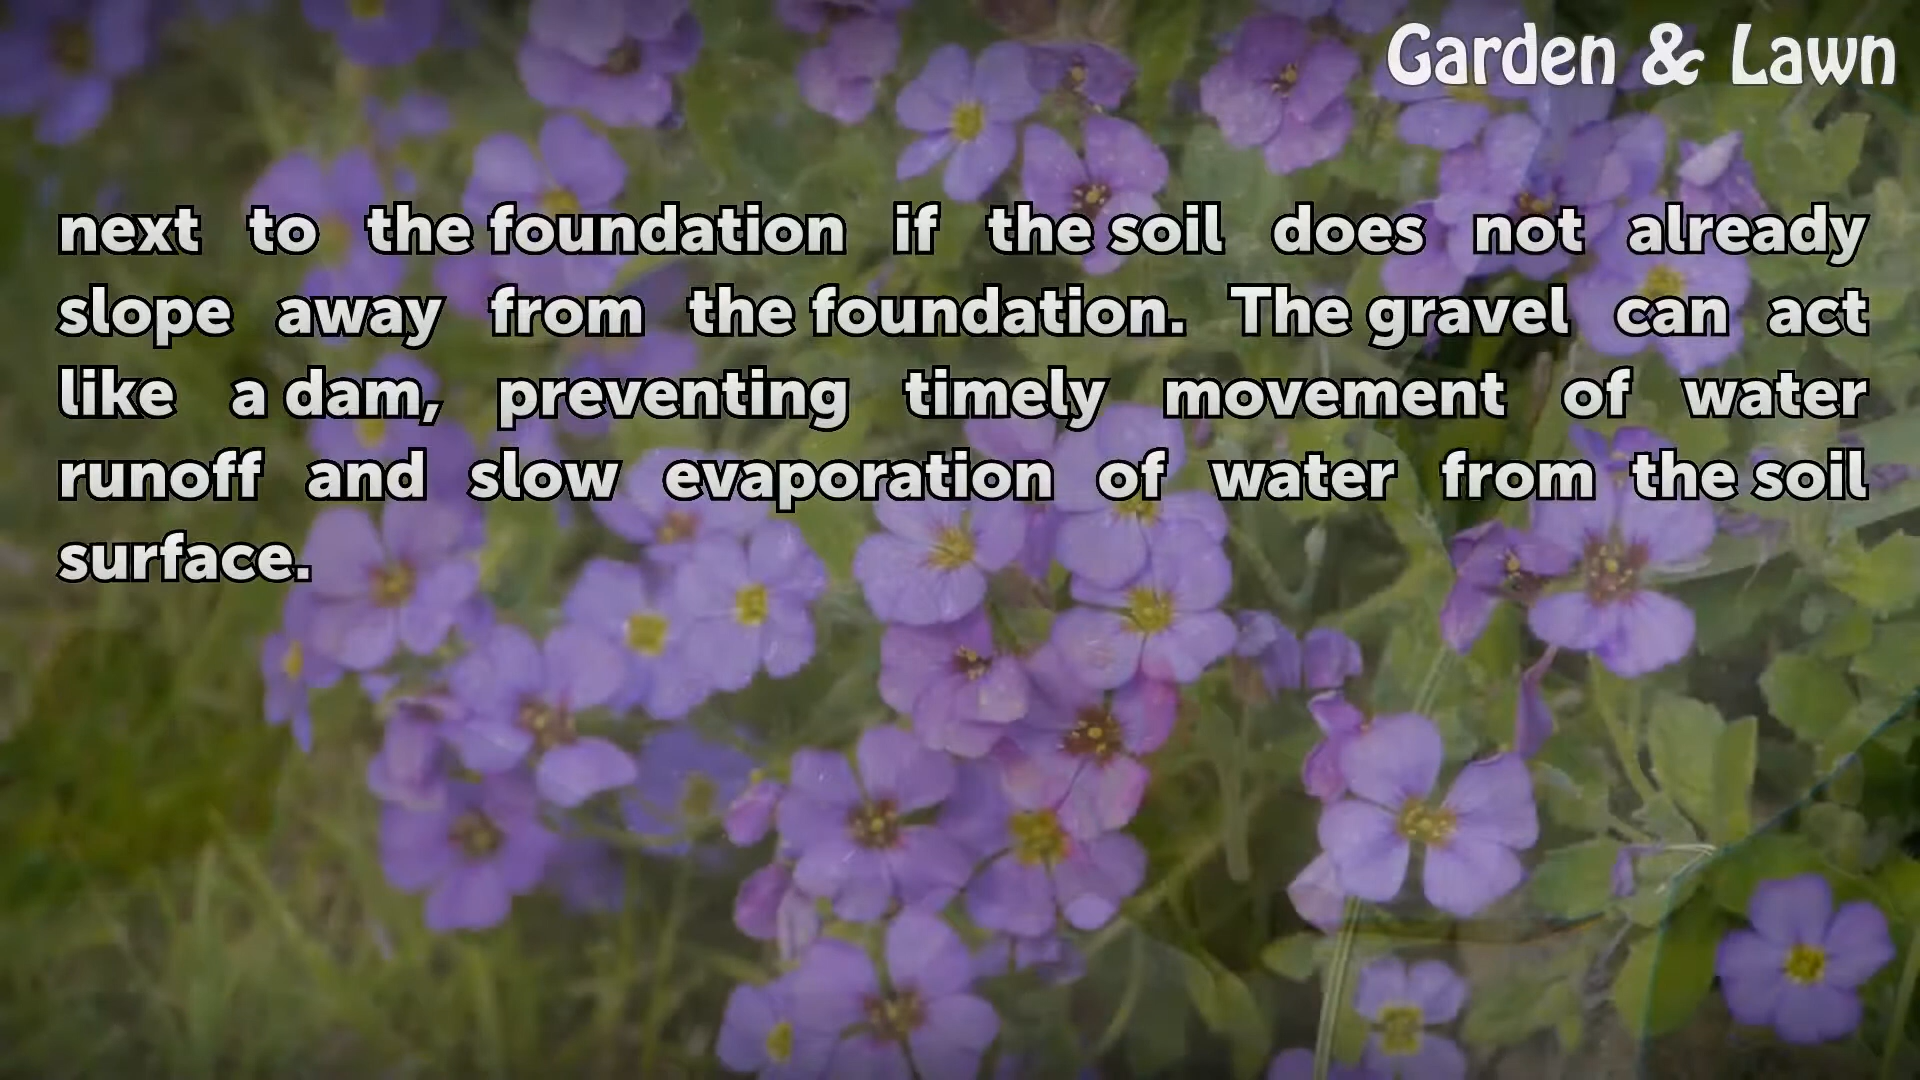 Garden & Lawn
next to the foundation if the soil does not already
slope away from the foundation. The gravel can act
like a dam, preventing timely movement of water
runoff and slow evaporation of water from the soil
surface.